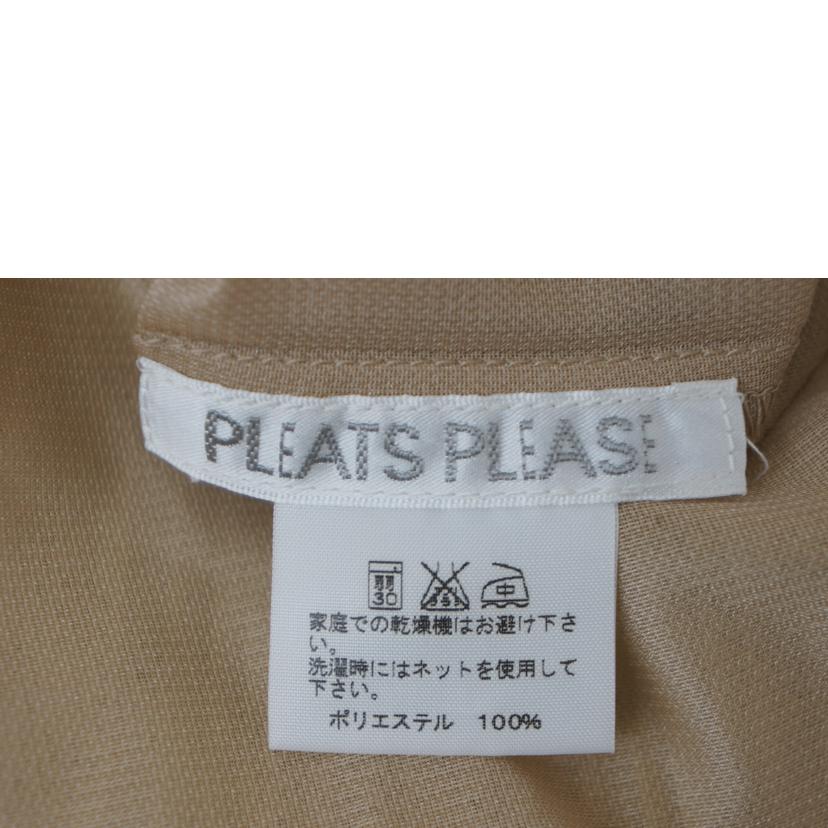 PLEATS PLEASE
弱 中
30
家庭での乾燥機はお避け下さ
い。
洗濯時にはネットを使用して
下さい。
ポリエステル 100%